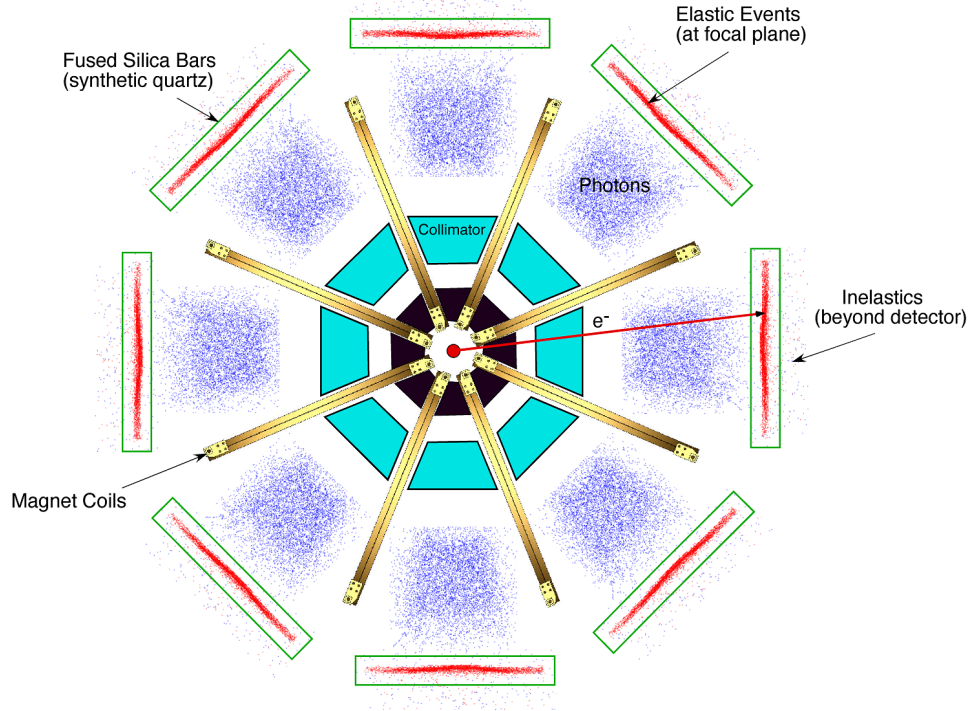 Elastic Events
(at focal plane)
Fused Silica Bars
(synthetic quartz)
Photons
Collimator
Inelastics
(beyond detector)
e-
Magnet Coils